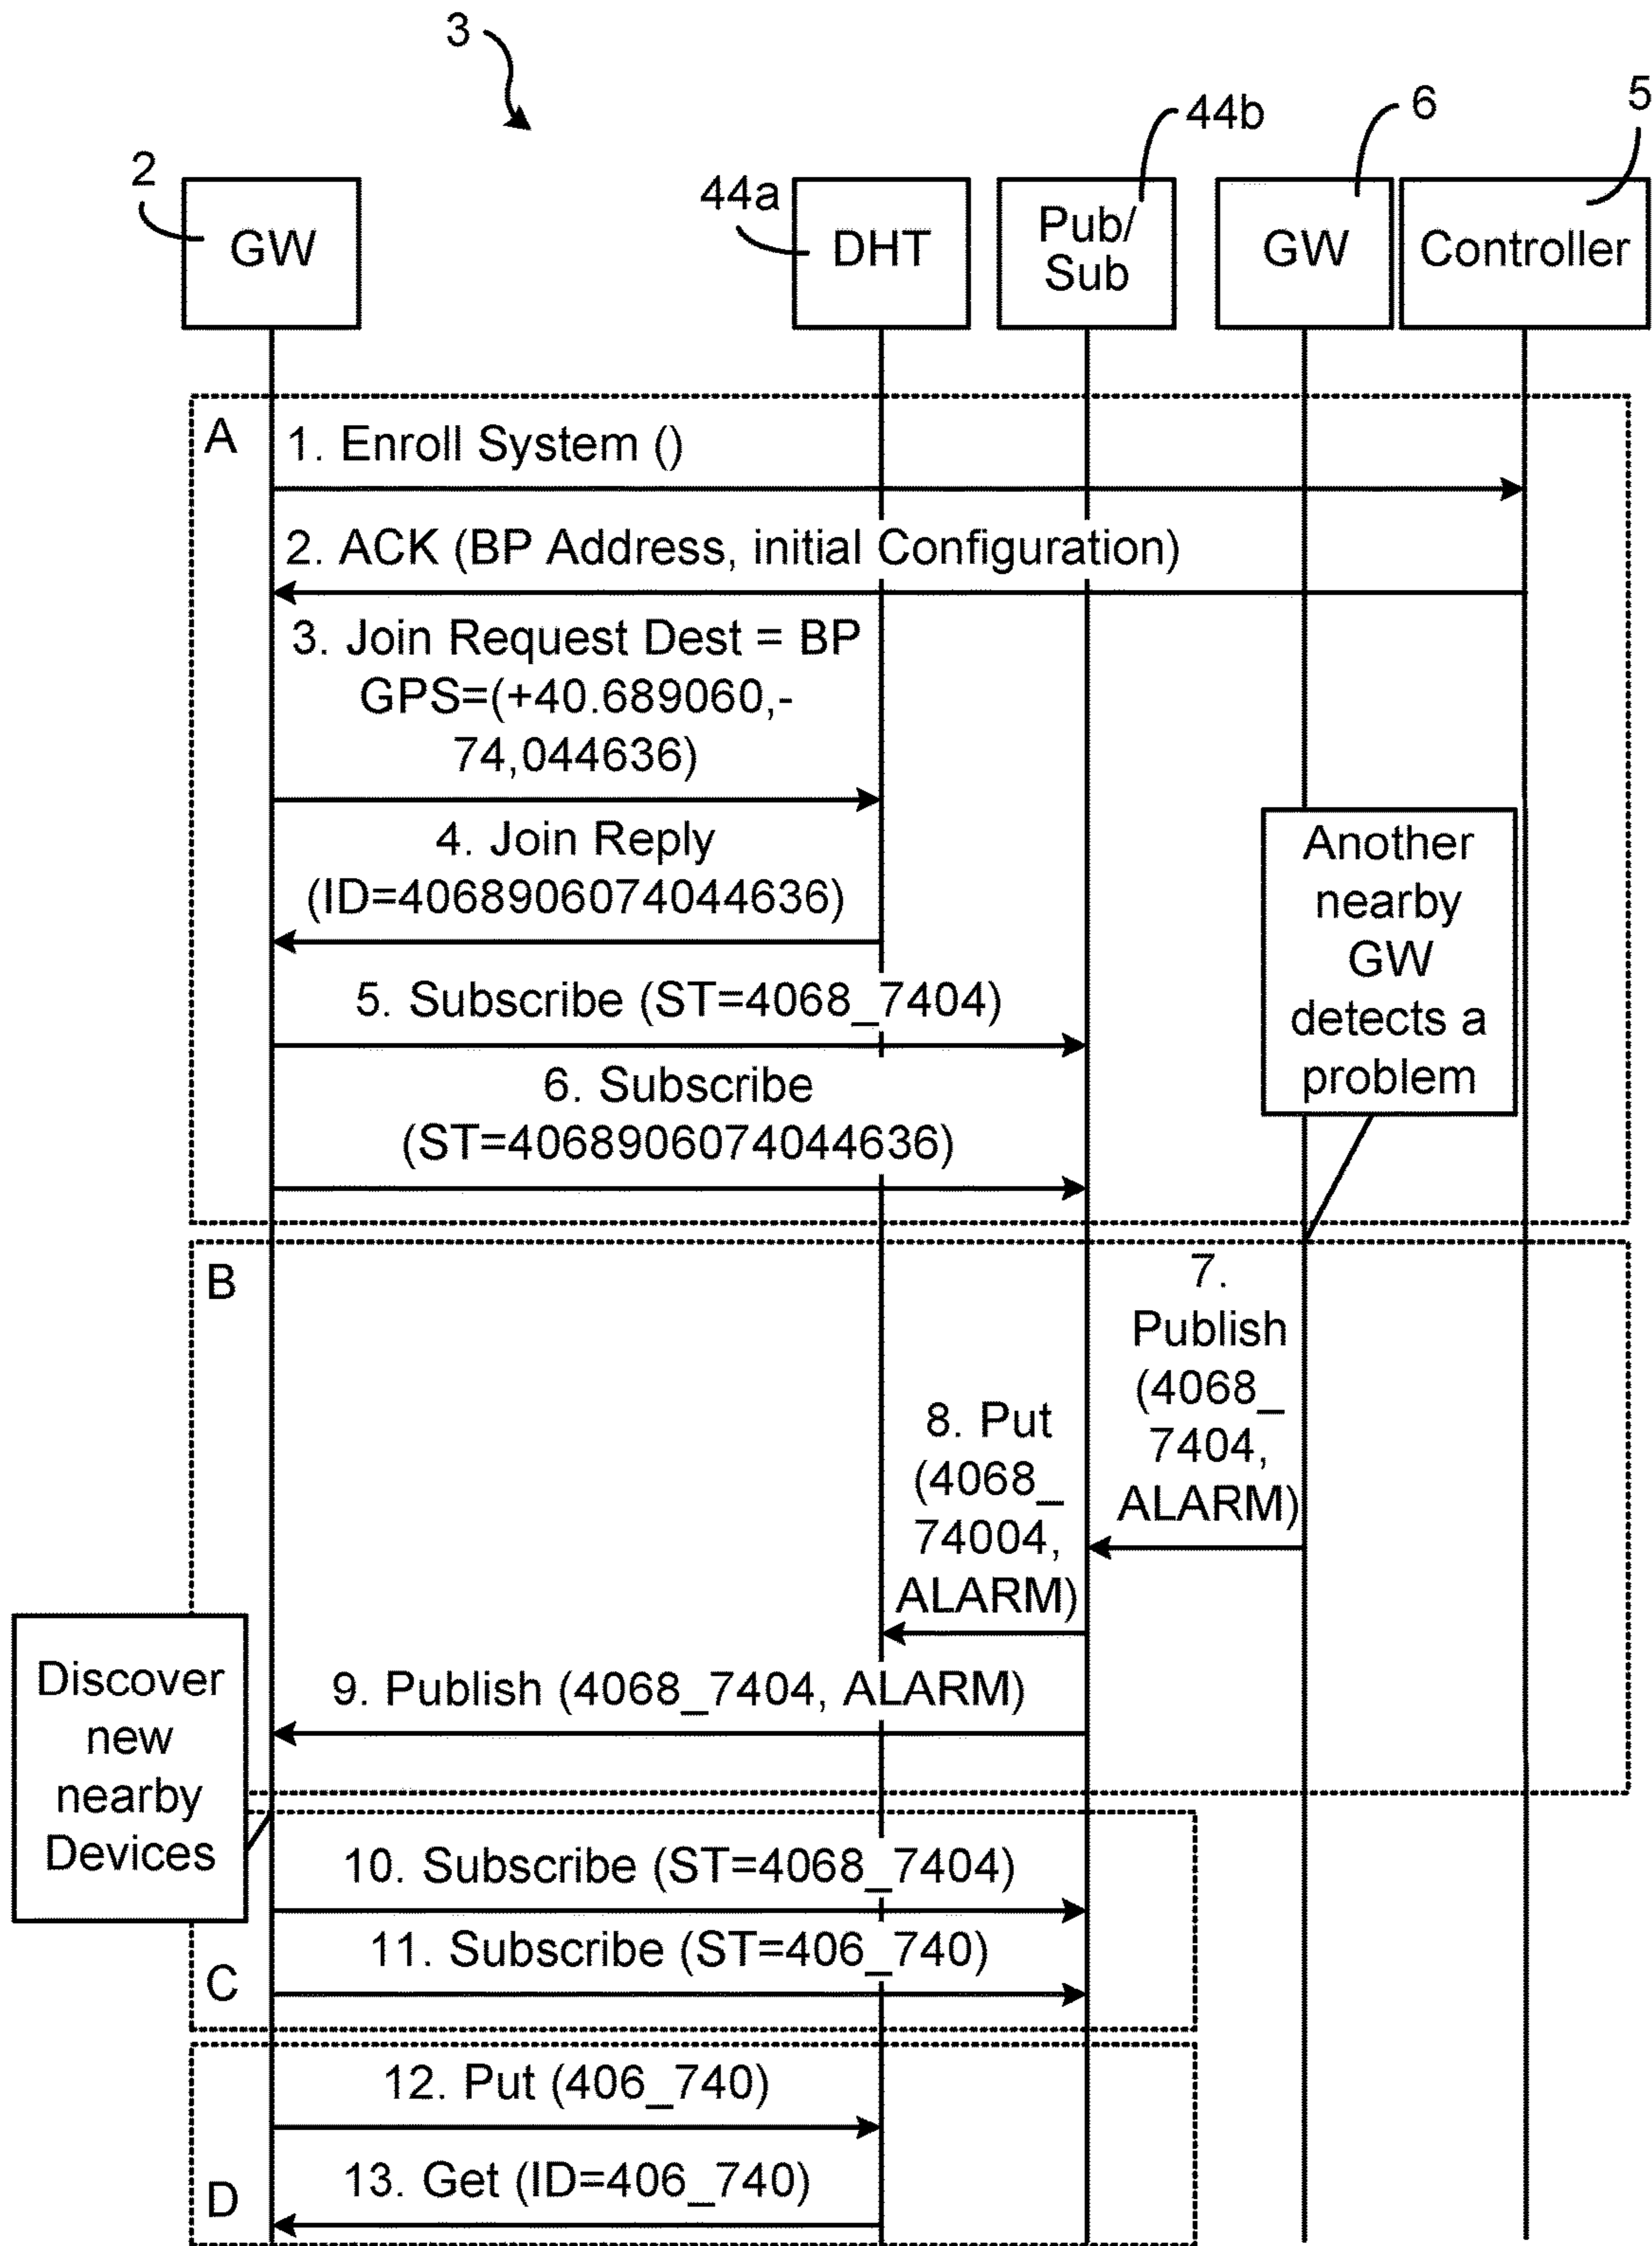 3
2
44a
44b
6
5
GW
DHT
Pub/
Sub
GW
Controller
A
1. Enroll System ()
2. ACK (BP Address, initial Configuration)
3. Join Request Dest = BP
GPS=(+40.689060,-
74,044636)
4. Join Reply
(ID=4068906074044636)
5. Subscribe (ST=4068_7404)
6. Subscribe
(ST=4068906074044636)
Another
nearby
GW
detects a
problem
B
7.
Publish
(4068_
7404,
ALARM)
8. Put
(4068_
74004,
ALARM)
9. Publish (4068_7404, ALARM)
Discover
new
nearby
Devices
10. Subscribe (ST=4068_7404)
11. Subscribe (ST=406_740)
C
12. Put (406_740)
13. Get (ID=406_740)
D